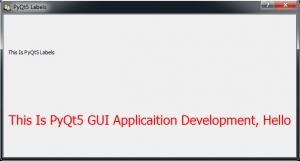 PyQt5 Labels
This Is PyQt5 Labels
This Is PyQt5 GUI Applicaition Development, Hello